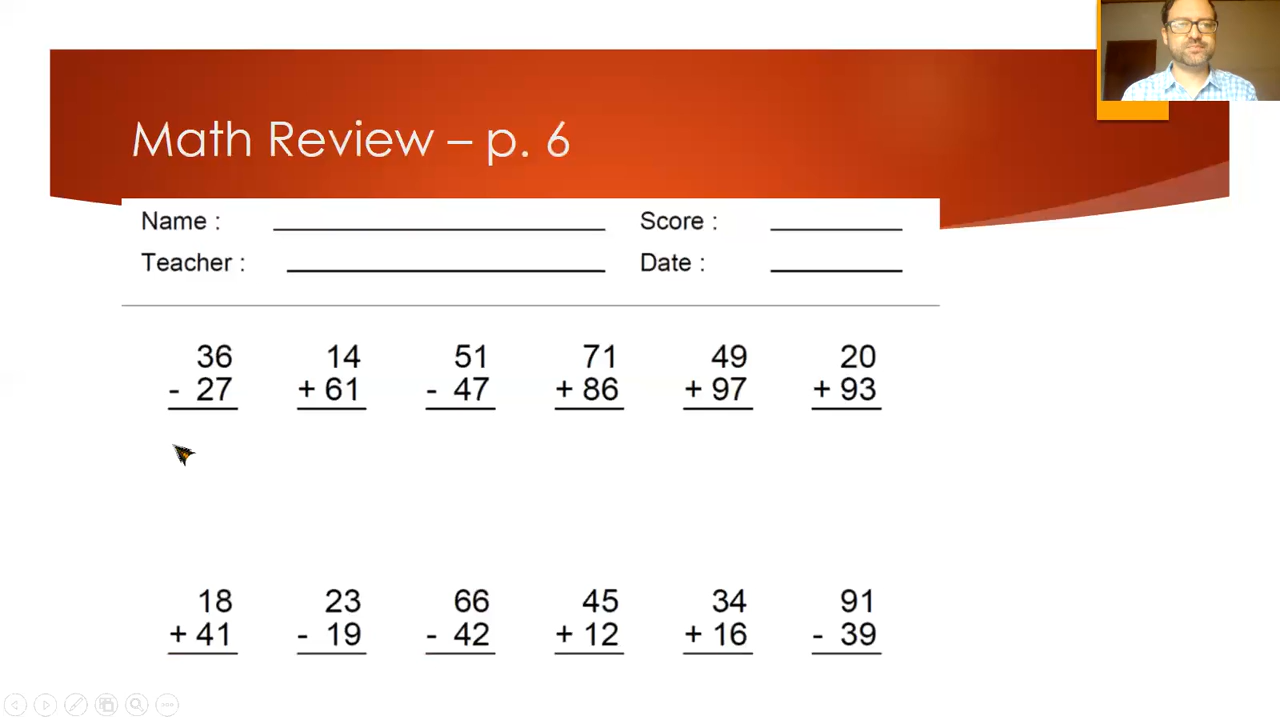 Math Review – p. 6
Name : Score :
Teacher : Date :
36 14 51 71 49 20
- 27 + 61 - 47 + 86 + 97 + 93
18 23 66 45 34 91
+ 41 - 19 - 42 + 12 + 16 - 39